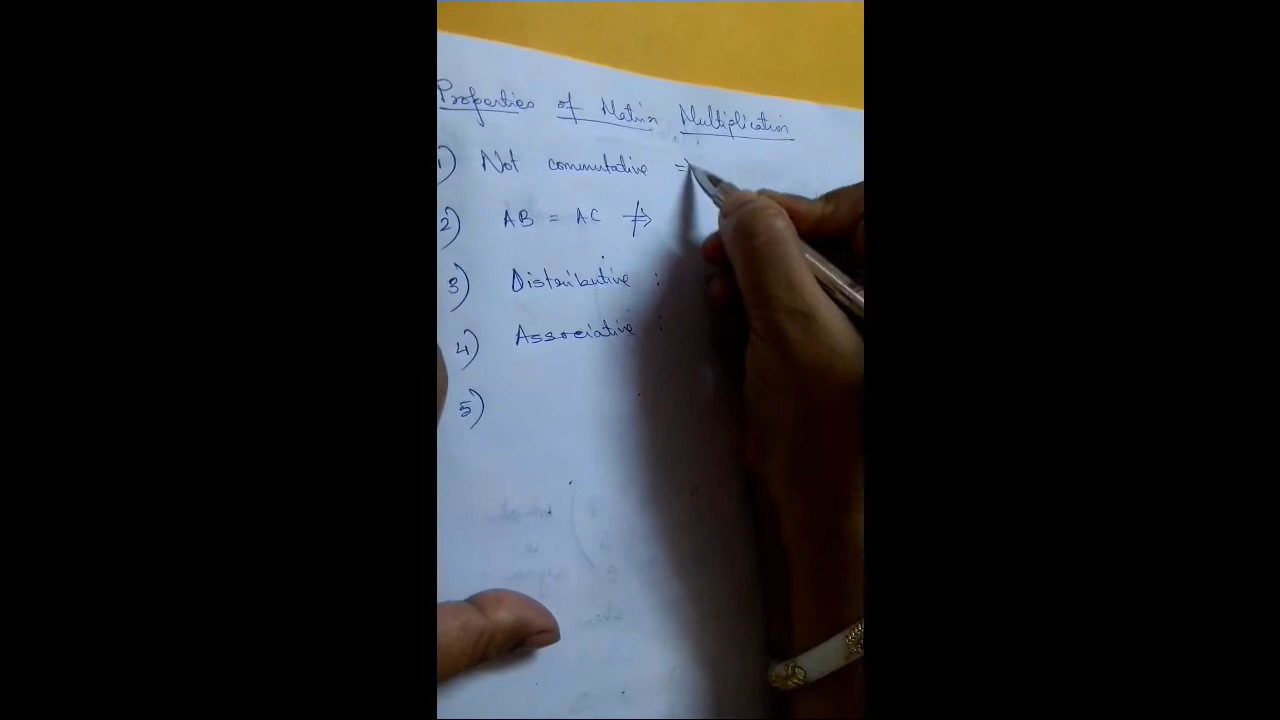 Properties of Matrix Multiplication
1) Not commutative =>
2) AB = AC ≠>
3) Distributive :
4) Associative :
5)